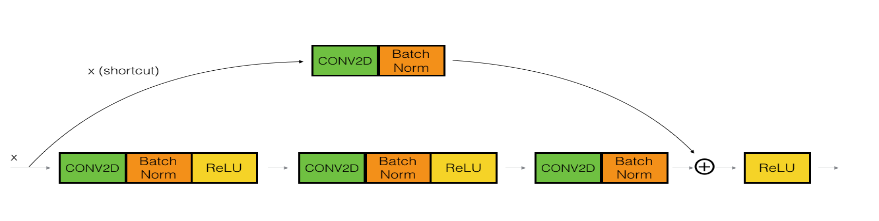 x (shortcut)
CONV2D
Batch
Norm
x
CONV2D
Batch
Norm
ReLU
CONV2D
Batch
Norm
ReLU
CONV2D
Batch
Norm
ReLU